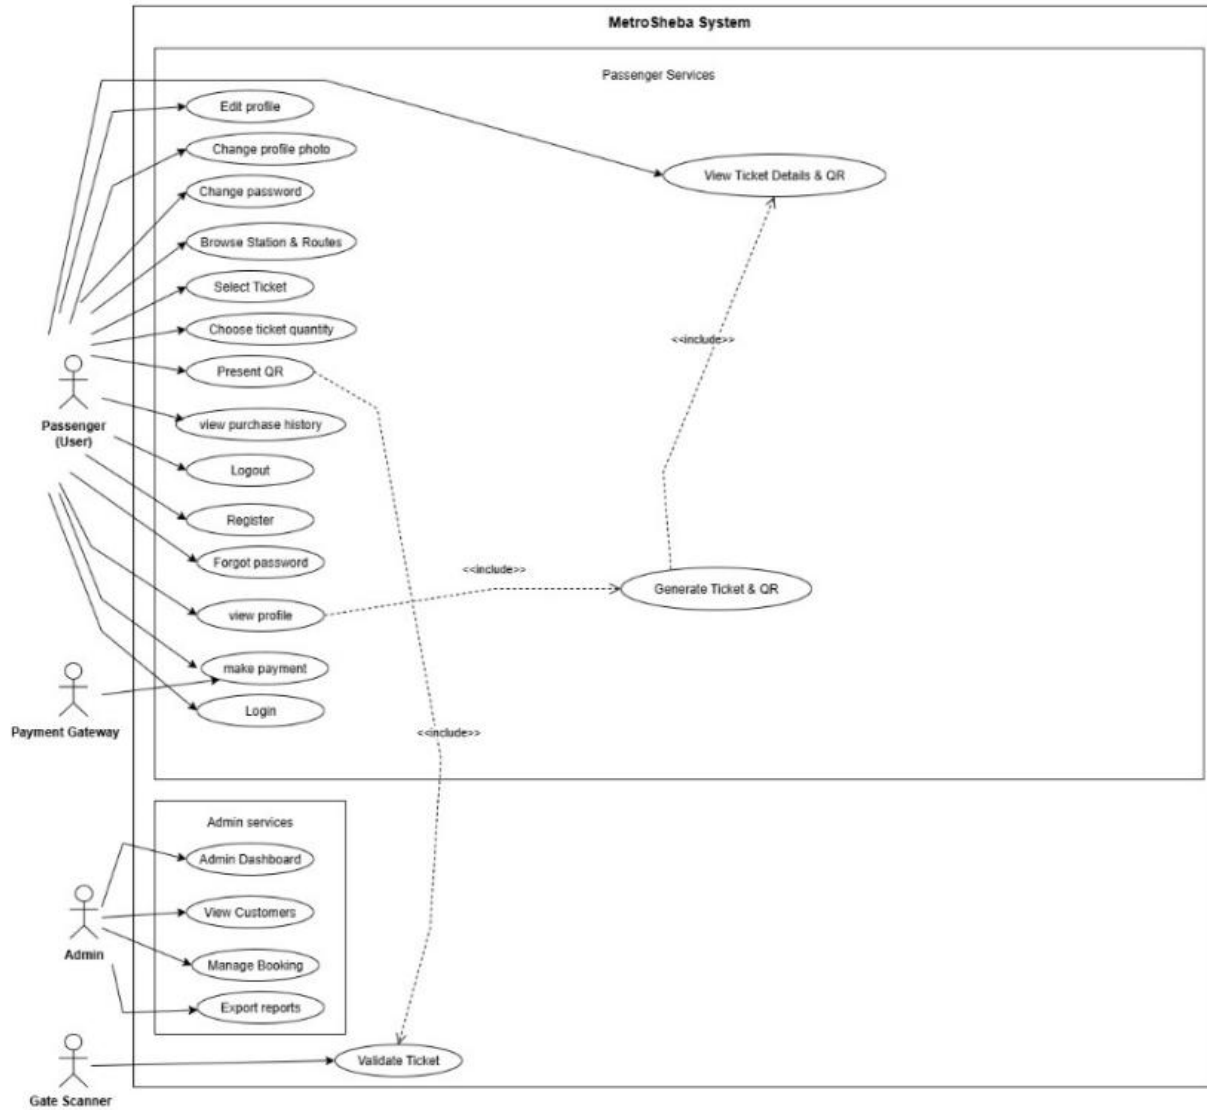 MetroSheba System
Passenger Services
Edit profile
Change profile photo
View Ticket Details & QR
Change password
Browse Station & Routes
Select Ticket
Choose ticket quantity
<<include>>
Present QR
view purchase history
Passenger
(User)
Logout
Register
Forgot password
<<include>>
Generate Ticket & QR
view profile
make payment
Login
Payment Gateway
<<include>>
Admin services
Admin Dashboard
View Customers
Admin
Manage Booking
Export reports
Validate Ticket
Gate Scanner